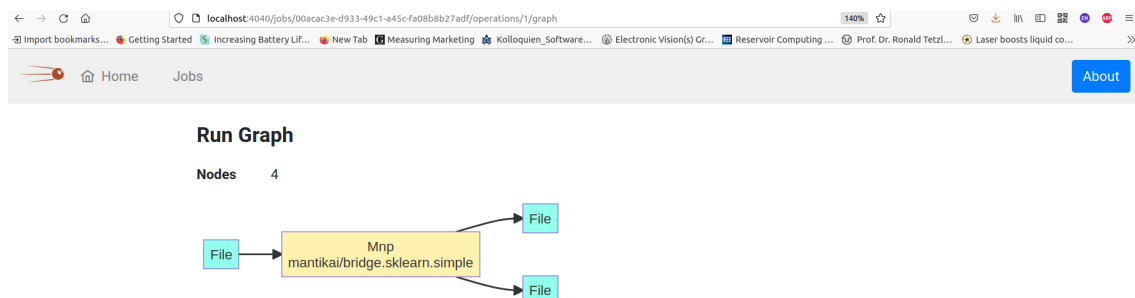 localhost:4040/jobs/00acac3e-d933-49c1-a45c-fa08b8b27adf/operations/1/graph 140%
Import bookmarks... Getting Started Increasing Battery Lif... New Tab Measuring Marketing Kolloquien_Software... Electronic Vision(s) Gr... Reservoir Computing ... Prof. Dr. Ronald Tetzl... Laser boosts liquid co...
Home Jobs About
Run Graph
Nodes 4
File
File
Mnp
mantikai/bridge.sklearn.simple
File